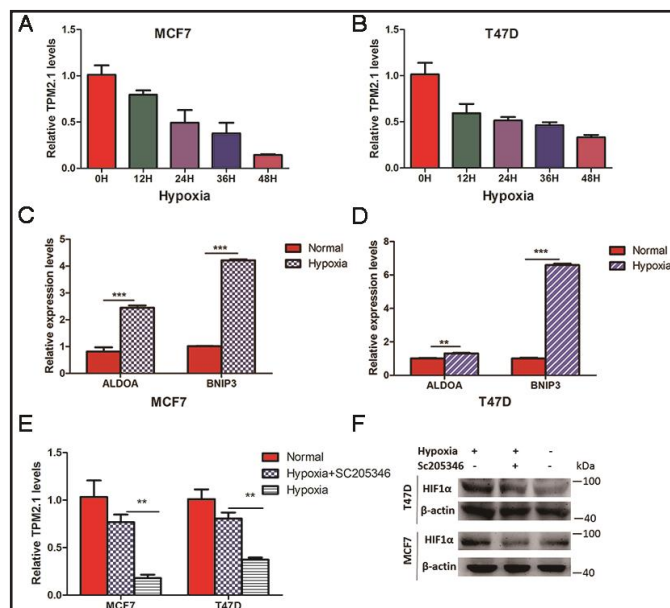 A
MCF7
Relative TPM2.1 levels
1.5
1.0
0.5
0.0
0H 12H 24H 36H 48H
Hypoxia
B
T47D
Relative TPM2.1 levels
1.5
1.0
0.5
0.0
0H 12H 24H 36H 48H
Hypoxia
C
Relative expression levels
5
4
3
2
1
0
Normal
Hypoxia
***
***
ALDOA BNIP3
MCF7
D
Relative expression levels
8
6
4
2
0
Normal
Hypoxia
**
***
ALDOA BNIP3
T47D
E
Relative TPM2.1 levels
1.5
1.0
0.5
0.0
Normal
Hypoxia+SC205346
Hypoxia
**
**
MCF7 T47D
F
Hypoxia + + -
Sc205346 - + - kDa
T47D
HIF1α —100
β-actin —40
MCF7
HIF1α —100
β-actin —40